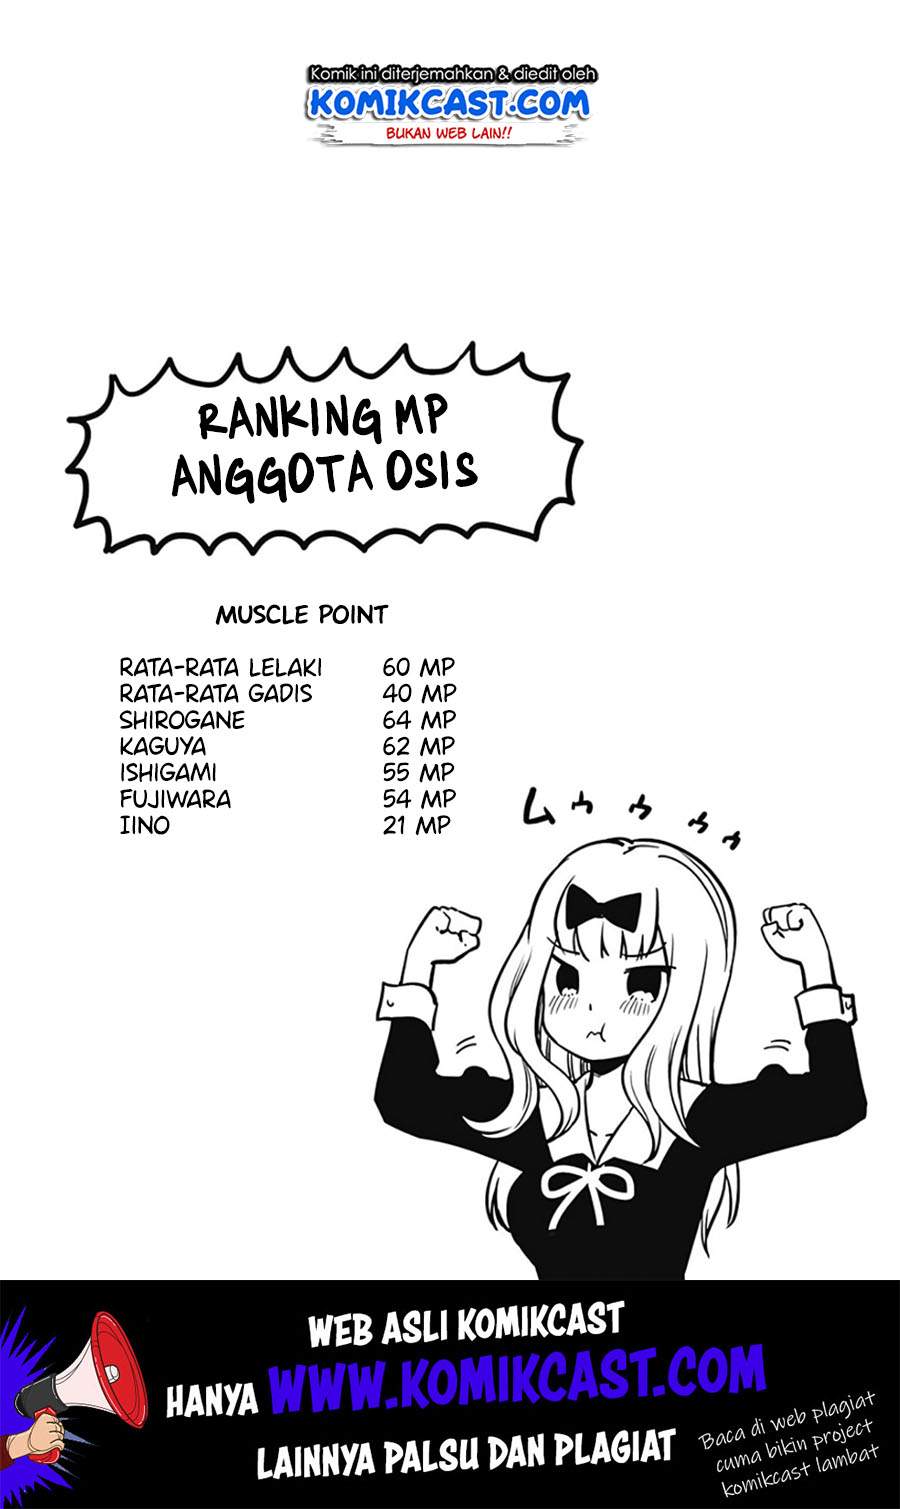 Komik ini diterjemahkan & diedit oleh
KOMIKCAST.COM
BUKAN WEB LAIN!!
RANKING MP
ANGGOTA OSIS
MUSCLE POINT
RATA-RATA LELAKI 60 MP
RATA-RATA GADIS 40 MP
SHIROGANE 64 MP
KAGUYA 62 MP
ISHIGAMI 55 MP
FUJIWARA 54 MP
IINO 21 MP
ムゥゥゥゥ
WEB ASLI KOMIKCAST
HANYA WWW.KOMIKCAST.COM
LAINNYA PALSU DAN PLAGIAT
Baca di web plagiat
cuma bikin project
komikcast lambat